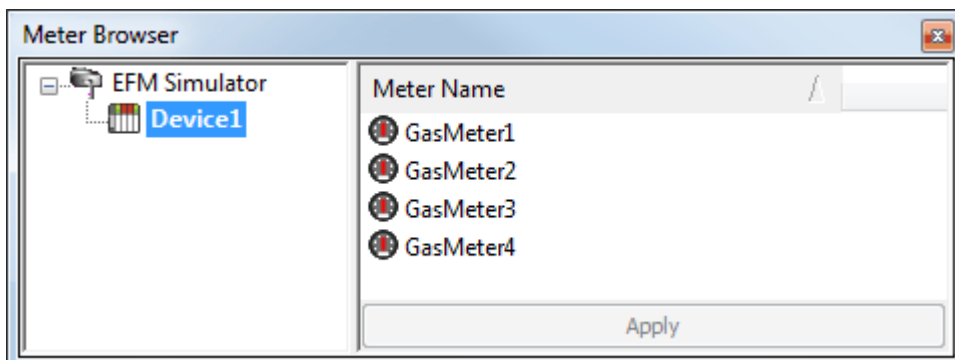 Meter Browser
EFM Simulator
Device1
Meter Name
GasMeter1
GasMeter2
GasMeter3
GasMeter4
Apply